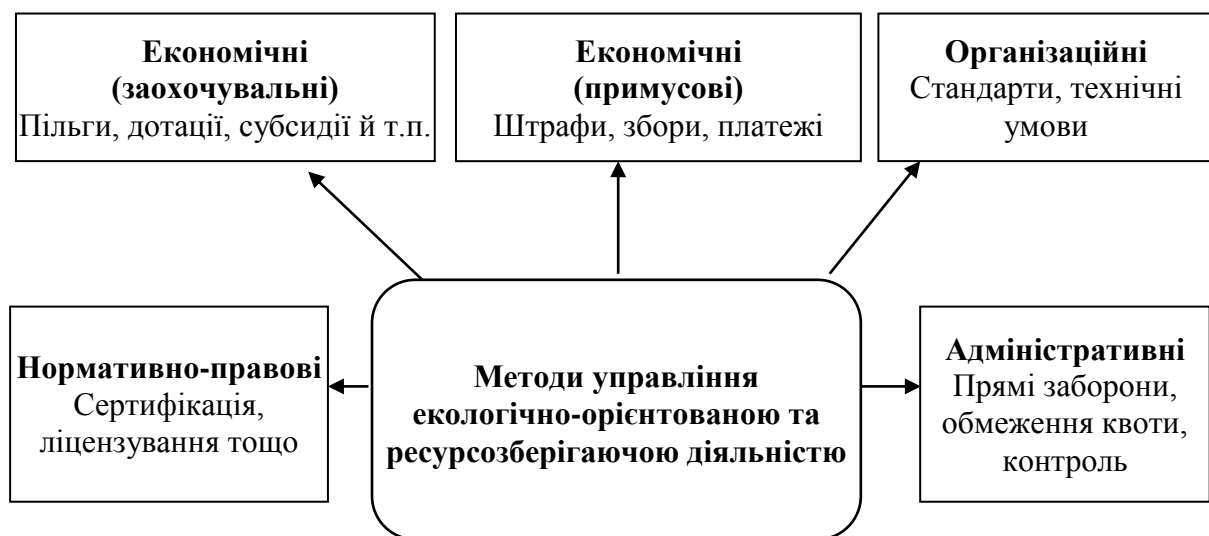 Економічні
(заохочувальні)
Пільги, дотації, субсидії й т.п.
Економічні
(примусові)
Штрафи, збори, платежі
Організаційні
Стандарти, технічні
умови
Нормативно-правові
Сертифікація,
ліцензування тощо
Методи управління
екологічно-орієнтованою та
ресурсозберігаючою діяльністю
Адміністративні
Прямі заборони,
обмеження квоти,
контроль